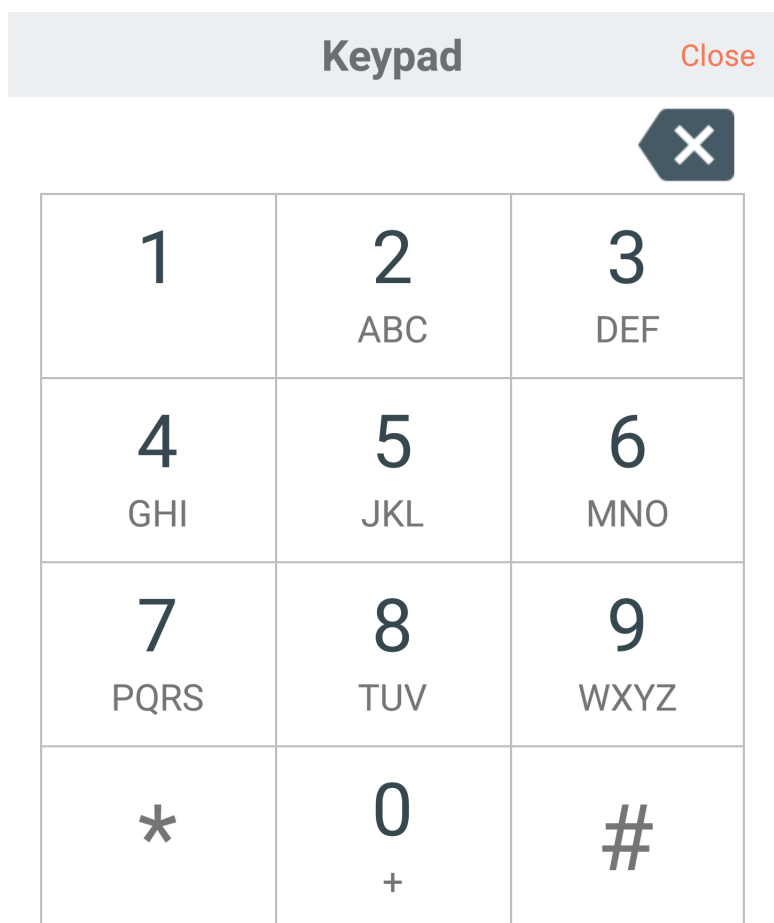 Keypad Close
1 2 3
ABC DEF
4 5 6
GHI JKL MNO
7 8 9
PQRS TUV WXYZ
* 0 #
+